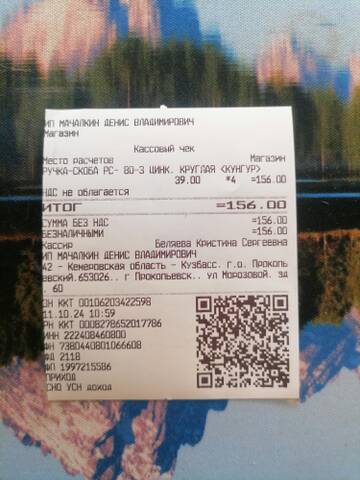 ИП МАЧАЛКИН ДЕНИС ВЛАДИМИРОВИЧ
Магазин
Кассовый чек
Место расчетов Магазин
РУЧКА-СКОБА РС- 80-3 ЦИНК. КРУГЛАЯ <КУНГУР>
39.00 *4 =156.00
НДС не облагается
ИТОГ =156.00
СУММА БЕЗ НДС =156.00
БЕЗНАЛИЧНЫМИ =156.00
Кассир Беляева Кристина Сергеевна
ИП МАЧАЛКИН ДЕНИС ВЛАДИМИРОВИЧ
42 - Кемеровская область - Кузбасс. г.о. Прокопь
евский.653026.. г Прокопьевск.. ул Морозовой. зд
. 60
ЗН ККТ 00106203422598
11.10.24 10:59
РН ККТ 0008278652017786
ИНН 222408460800
ФН 7380440801066608
ФД 2118
ФП 1997215586
ПРИХОД
СНО УСН доход